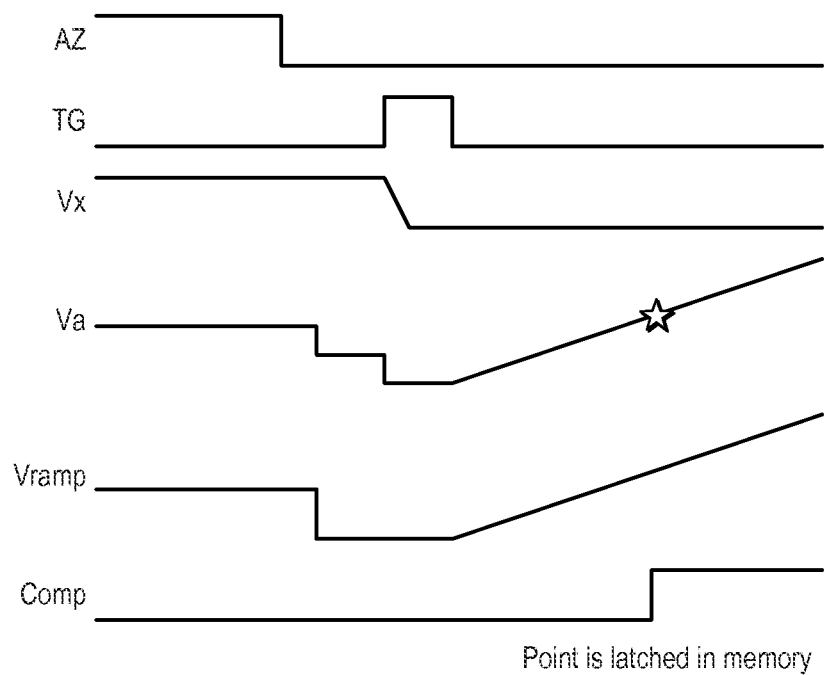 AZ
TG
Vx
Va
Vramp
Comp
Point is latched in memory